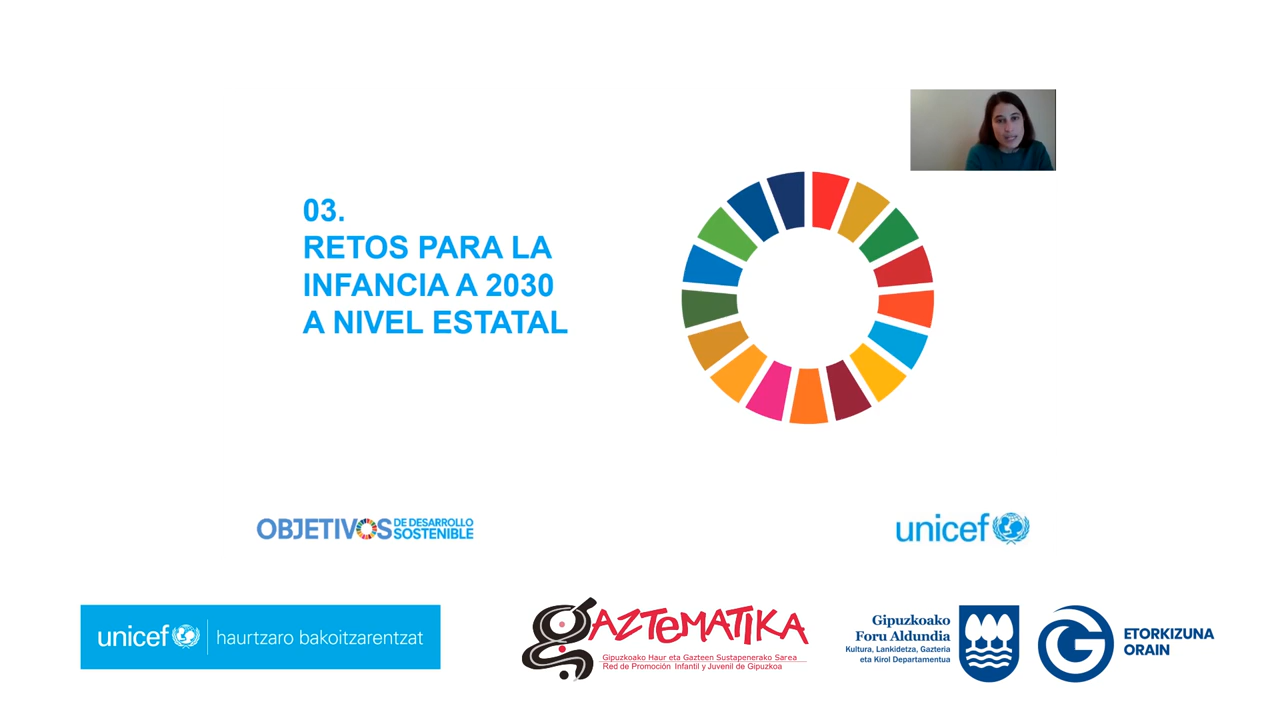 03.
RETOS PARA LA
INFANCIA A 2030
A NIVEL ESTATAL
OBJETIVOS DE DESARROLLO SOSTENIBLE
unicef
unicef haurtzaro bakoitzarentzat
GAZTEMATIKA
Gipuzkoako Haur eta Gazteen Sustapenerako Sarea
Red de Promoción Infantil y Juvenil de Gipuzkoa
Gipuzkoako
Foru Aldundia
Kultura, Lankidetza, Gazteria
eta Kirol Departamentua
ETORKIZUNA
ORAIN